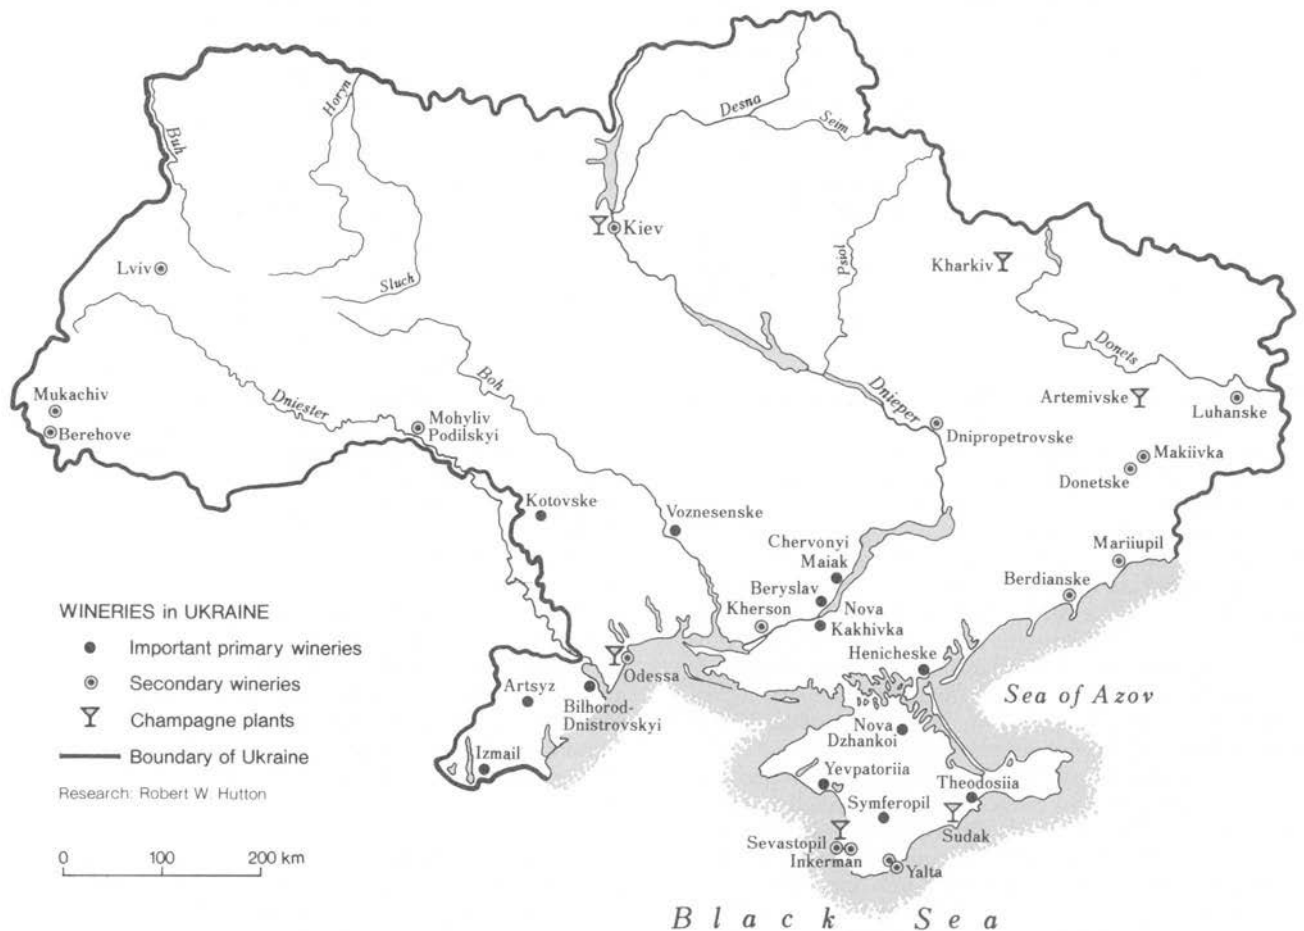 Desna
Seim
Horyn
Buh
Kiev
Psiol
Kharkiv
Lviv
Sluch
Donets
Boh
Dnieper
Dniester
Mukachiv
Berehove
Mohyliv
Podilskyi
Artemivske
Luhanske
Dnipropetrovske
Makiivka
Donetske
Kotovske
Voznesenske
Chervonyi
Maiak
Beryslav
Kherson
Nova
Kakhivka
Mariiupil
Berdianske
Henicheske
Odessa
Sea of Azov
Artsyz
Bilhorod-
Dnistrovskyi
Izmail
Nova
Dzhankoi
Yevpatoriia
Theodosiia
Symferopil
Sudak
Sevastopil
Inkerman
Yalta
Black Sea
WINERIES in UKRAINE
Important primary wineries
Secondary wineries
Champagne plants
Boundary of Ukraine
Research: Robert W. Hutton
0 100 200 km